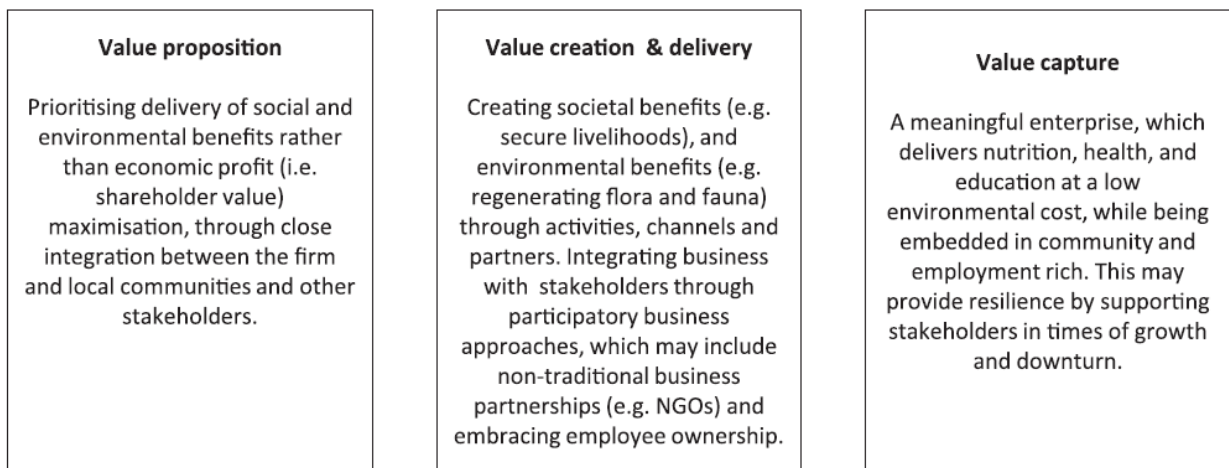 Value proposition
Prioritising delivery of social and
environmental benefits rather
than economic profit (i.e.
shareholder value)
maximisation, through close
integration between the firm
and local communities and other
stakeholders.
Value creation & delivery
Creating societal benefits (e.g.
secure livelihoods), and
environmental benefits (e.g.
regenerating flora and fauna)
through activities, channels and
partners. Integrating business
with stakeholders through
participatory business
approaches, which may include
non-traditional business
partnerships (e.g. NGOs) and
embracing employee ownership.
Value capture
A meaningful enterprise, which
delivers nutrition, health, and
education at a low
environmental cost, while being
embedded in community and
employment rich. This may
provide resilience by supporting
stakeholders in times of growth
and downturn.